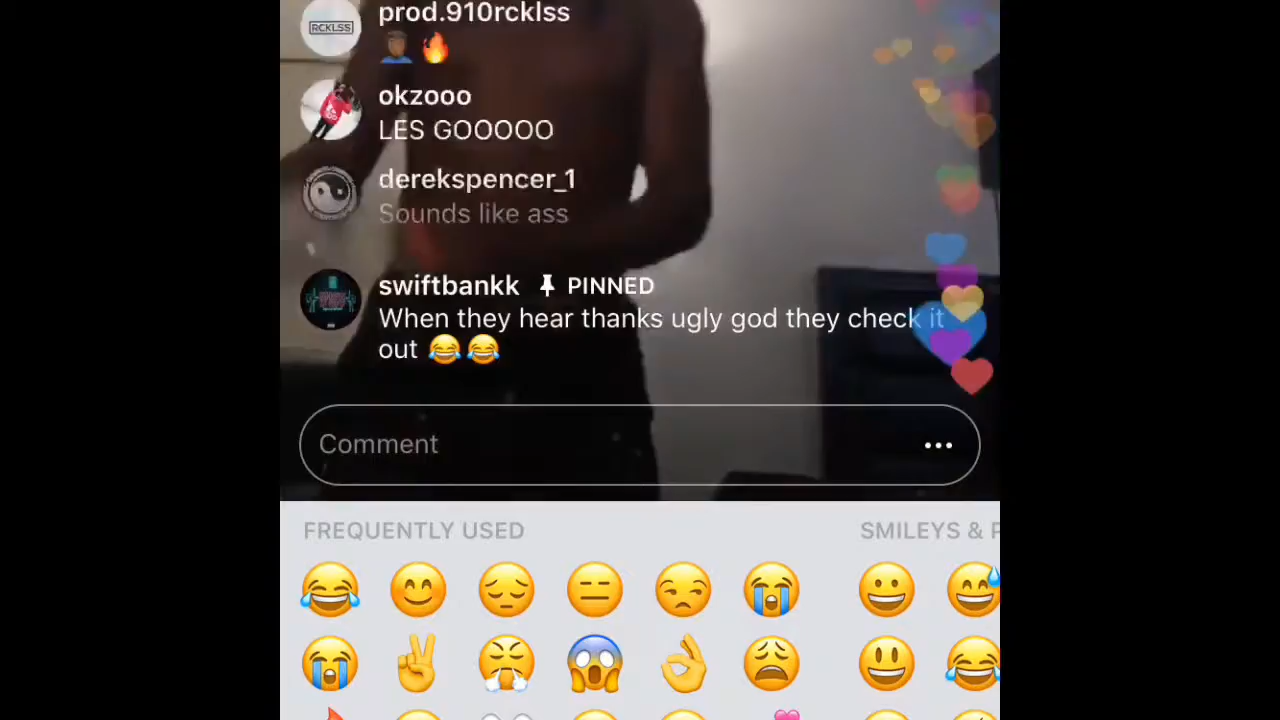 prod.910rcklss
RCKLSS
okzooo
LES GOOOOO
derekspencer_1
Sounds like ass
swiftbankk PINNED
When they hear thanks ugly god they check it
out 😂😂
Comment
FREQUENTLY USED
SMILEYS & P